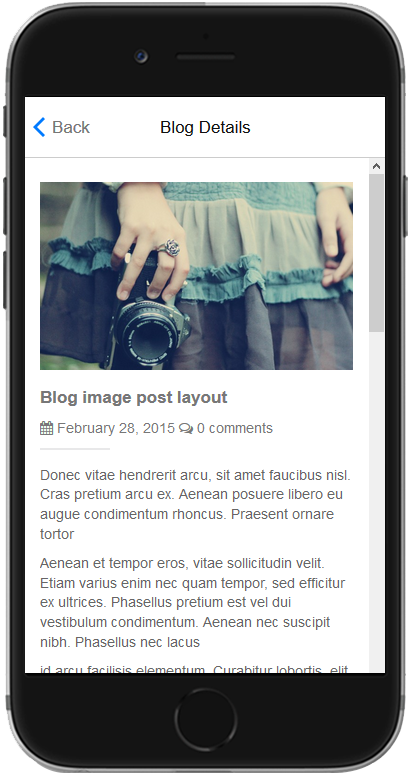 Back
Blog Details
Blog image post layout
February 28, 2015 0 comments
Donec vitae hendrerit arcu, sit amet faucibus nisl.
Cras pretium arcu ex. Aenean posuere libero eu
augue condimentum rhoncus. Praesent ornare
tortor
Aenean et tempor eros, vitae sollicitudin velit.
Etiam varius enim nec quam tempor, sed efficitur
ex ultrices. Phasellus pretium est vel dui
vestibulum condimentum. Aenean nec suscipit
nibh. Phasellus nec lacus
id arcu facilisis elementum. Curabitur lobortis, elit